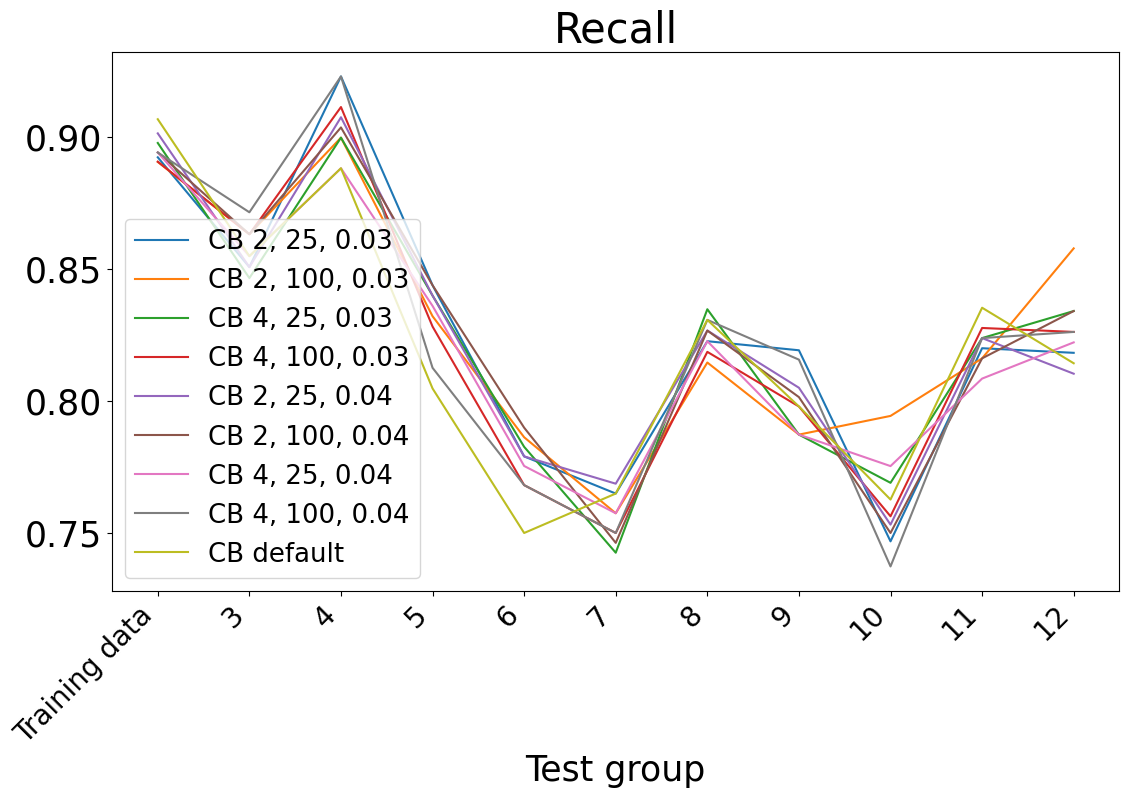 Recall
0.90
0.85
0.80
0.75
CB 2, 25, 0.03
CB 2, 100, 0.03
CB 4, 25, 0.03
CB 4, 100, 0.03
CB 2, 25, 0.04
CB 2, 100, 0.04
CB 4, 25, 0.04
CB 4, 100, 0.04
CB default
Training data
3
4
5
6
7
8
9
10
11
12
Test group